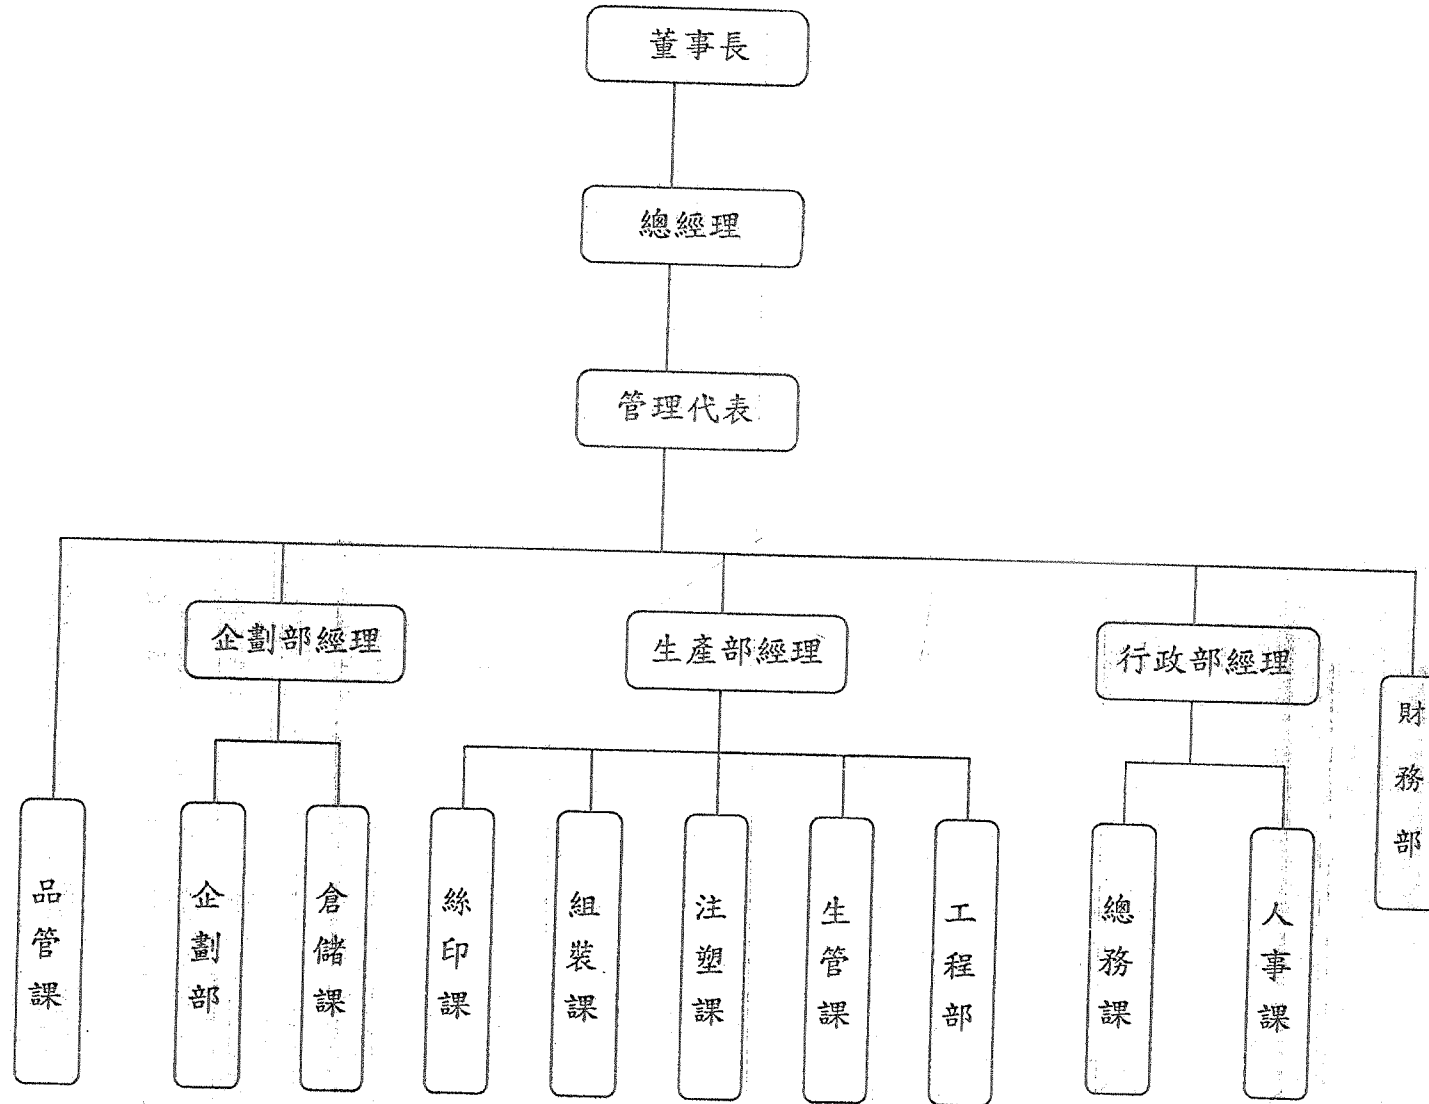 董事長
總經理
管理代表
企劃部經理
生產部經理
行政部經理
財務部
品管課
企劃部
倉儲課
絲印課
組裝課
注塑課
生管課
工程部
總務課
人事課